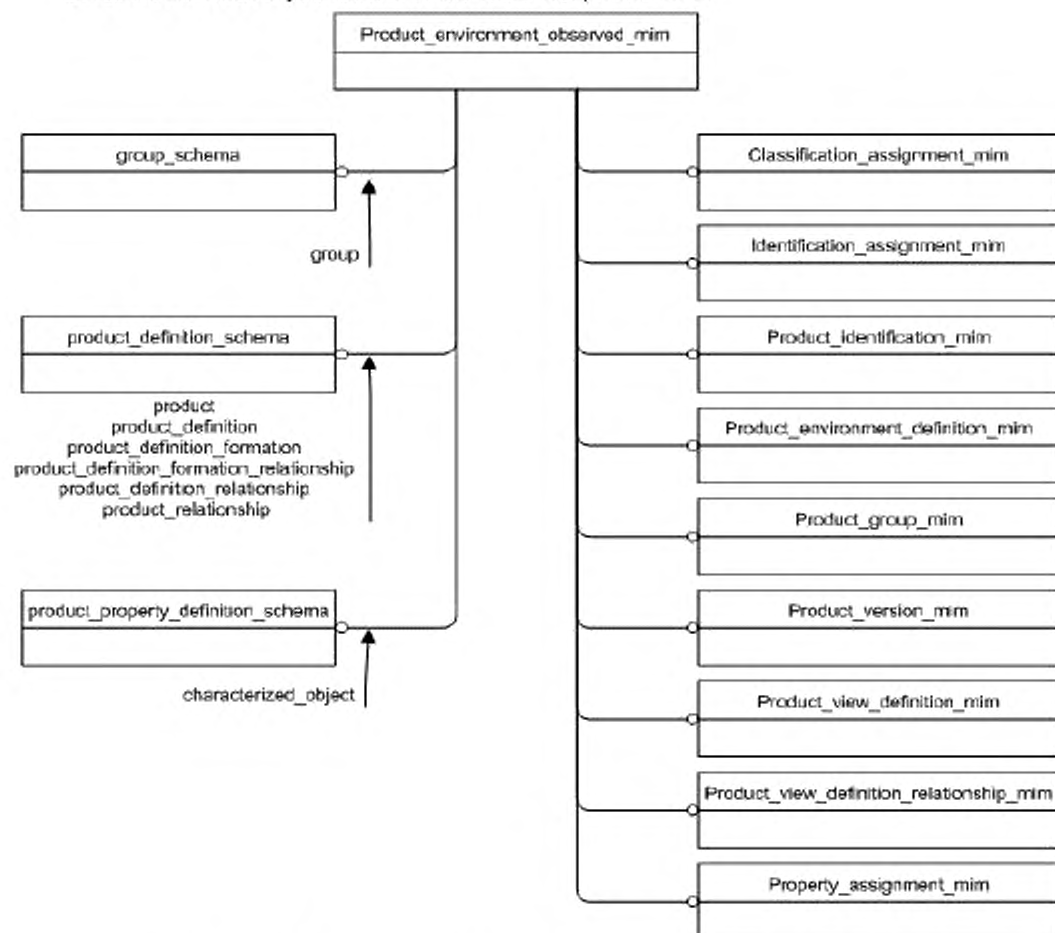 Product_environment_observed_mim
group_schema
group
product_definition_schema
product
product_definition
product_definition_formation
product_definition_formation_relationship
product_definition_relationship
product_relationship
product_property_definition_schema
characterized_object
Classification_assignment_mim
Identification_assignment_mim
Product_identification_mim
Product_environment_definition_mim
Product_group_mim
Product_version_mim
Product_view_definition_mim
Product_view_definition_relationship_mim
Property_assignment_mim